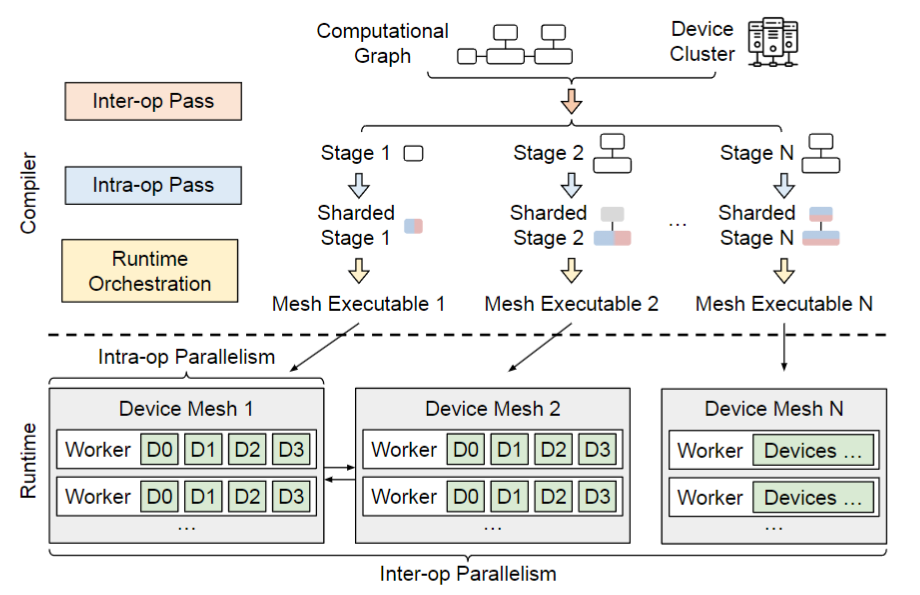 Computational
Graph
Device
Cluster
Inter-op Pass
Compiler
Stage 1
Stage 2
Stage N
Intra-op Pass
Sharded
Stage 1
Sharded
Stage 2
...
Sharded
Stage N
Runtime
Orchestration
Mesh Executable 1
Mesh Executable 2
Mesh Executable N
Intra-op Parallelism
Runtime
Device Mesh 1
Worker D0 D1 D2 D3
Worker D0 D1 D2 D3
...
Device Mesh 2
Worker D0 D1 D2 D3
Worker D0 D1 D2 D3
...
Device Mesh N
Worker Devices ...
Worker Devices ...
...
Inter-op Parallelism